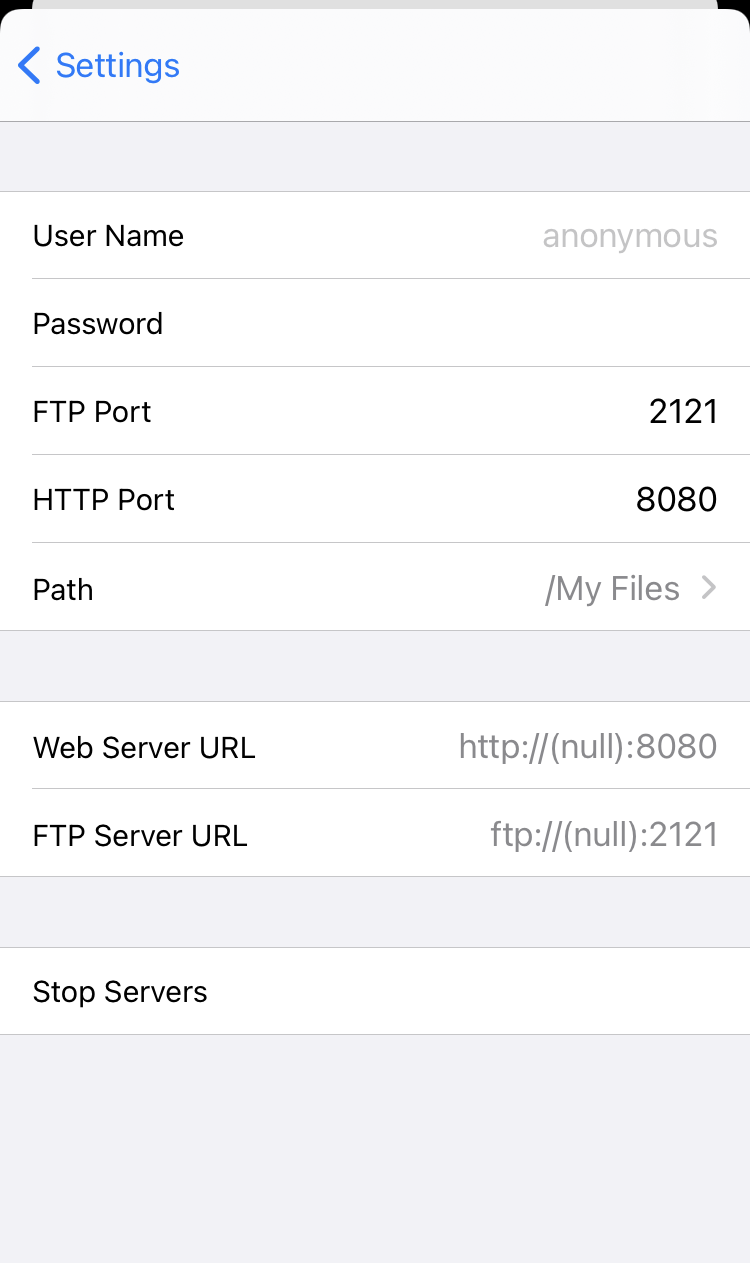 Settings
User Name anonymous
Password
FTP Port 2121
HTTP Port 8080
Path /My Files
Web Server URL http://(null):8080
FTP Server URL ftp://(null):2121
Stop Servers